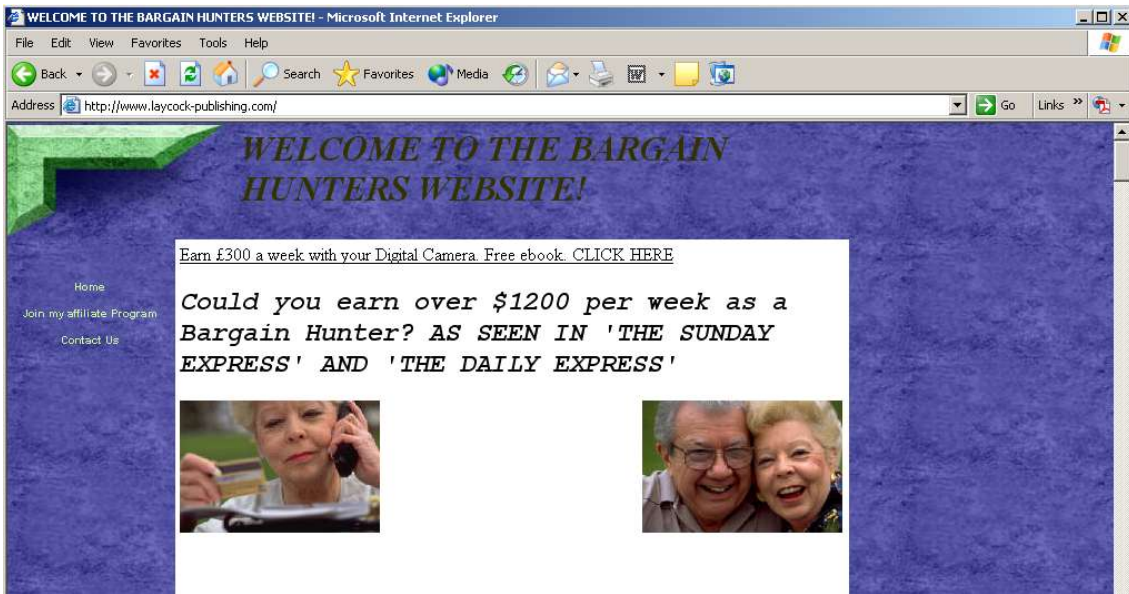 WELCOME TO THE BARGAIN HUNTERS WEBSITE! - Microsoft Internet Explorer
File Edit View Favorites Tools Help
Back Search Favorites Media
Address http://www.laycock-publishing.com/ Go Links »
WELCOME TO THE BARGAIN
HUNTERS WEBSITE!
Earn £300 a week with your Digital Camera. Free ebook. CLICK HERE
Home
Join my affiliate Program
Contact Us
Could you earn over $1200 per week as a
Bargain Hunter? AS SEEN IN 'THE SUNDAY
EXPRESS' AND 'THE DAILY EXPRESS'